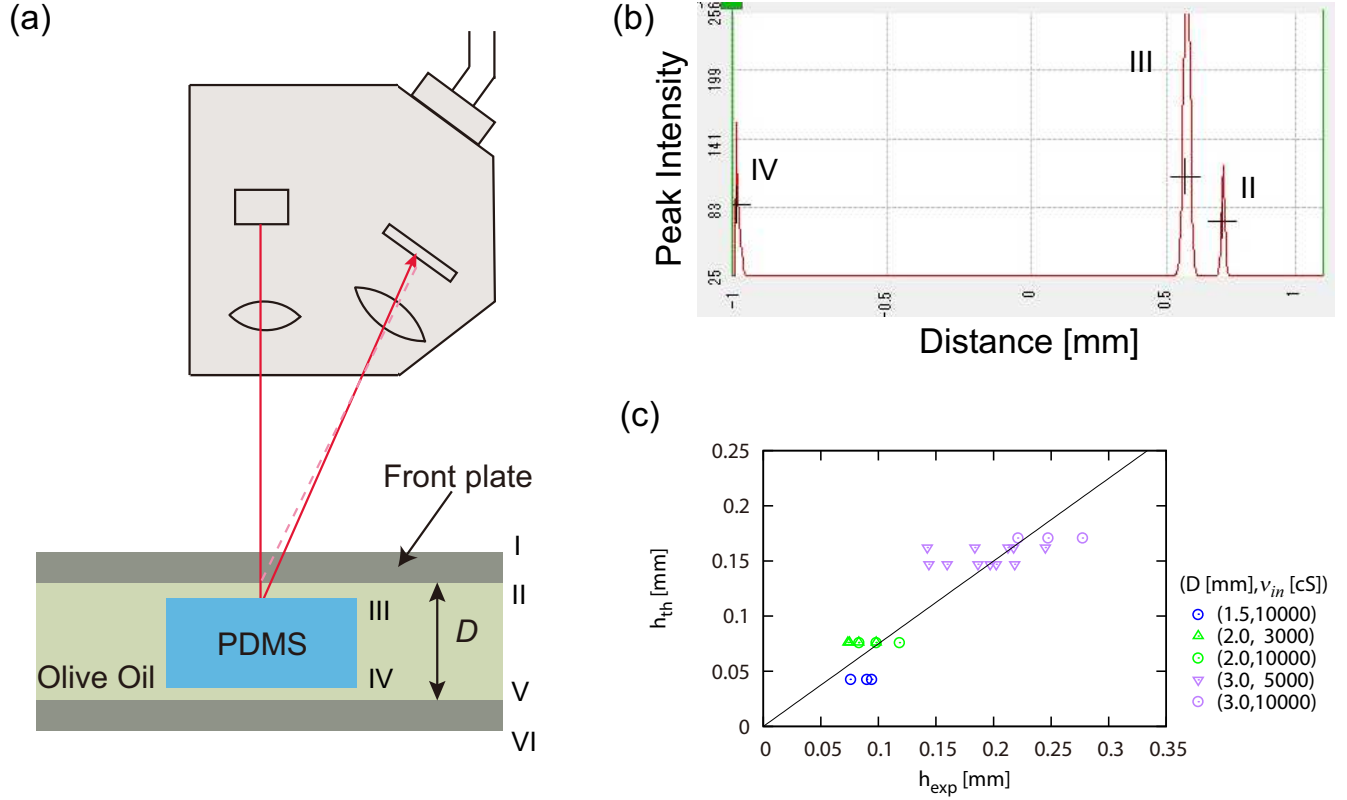 (a)
Front plate
I
II
III
D
PDMS
Olive Oil
IV
V
VI
(b)
Peak Intensity
256
199
141
83
25
III
IV
II
-1
-0.5
0
0.5
1
Distance [mm]
(c)
h_th [mm]
0.25
0.2
0.15
0.1
0.05
0
0 0.05 0.1 0.15 0.2 0.25 0.3 0.35
h_exp [mm]
(D [mm], ν_in [cS])
(1.5,10000)
(2.0, 3000)
(2.0,10000)
(3.0, 5000)
(3.0,10000)